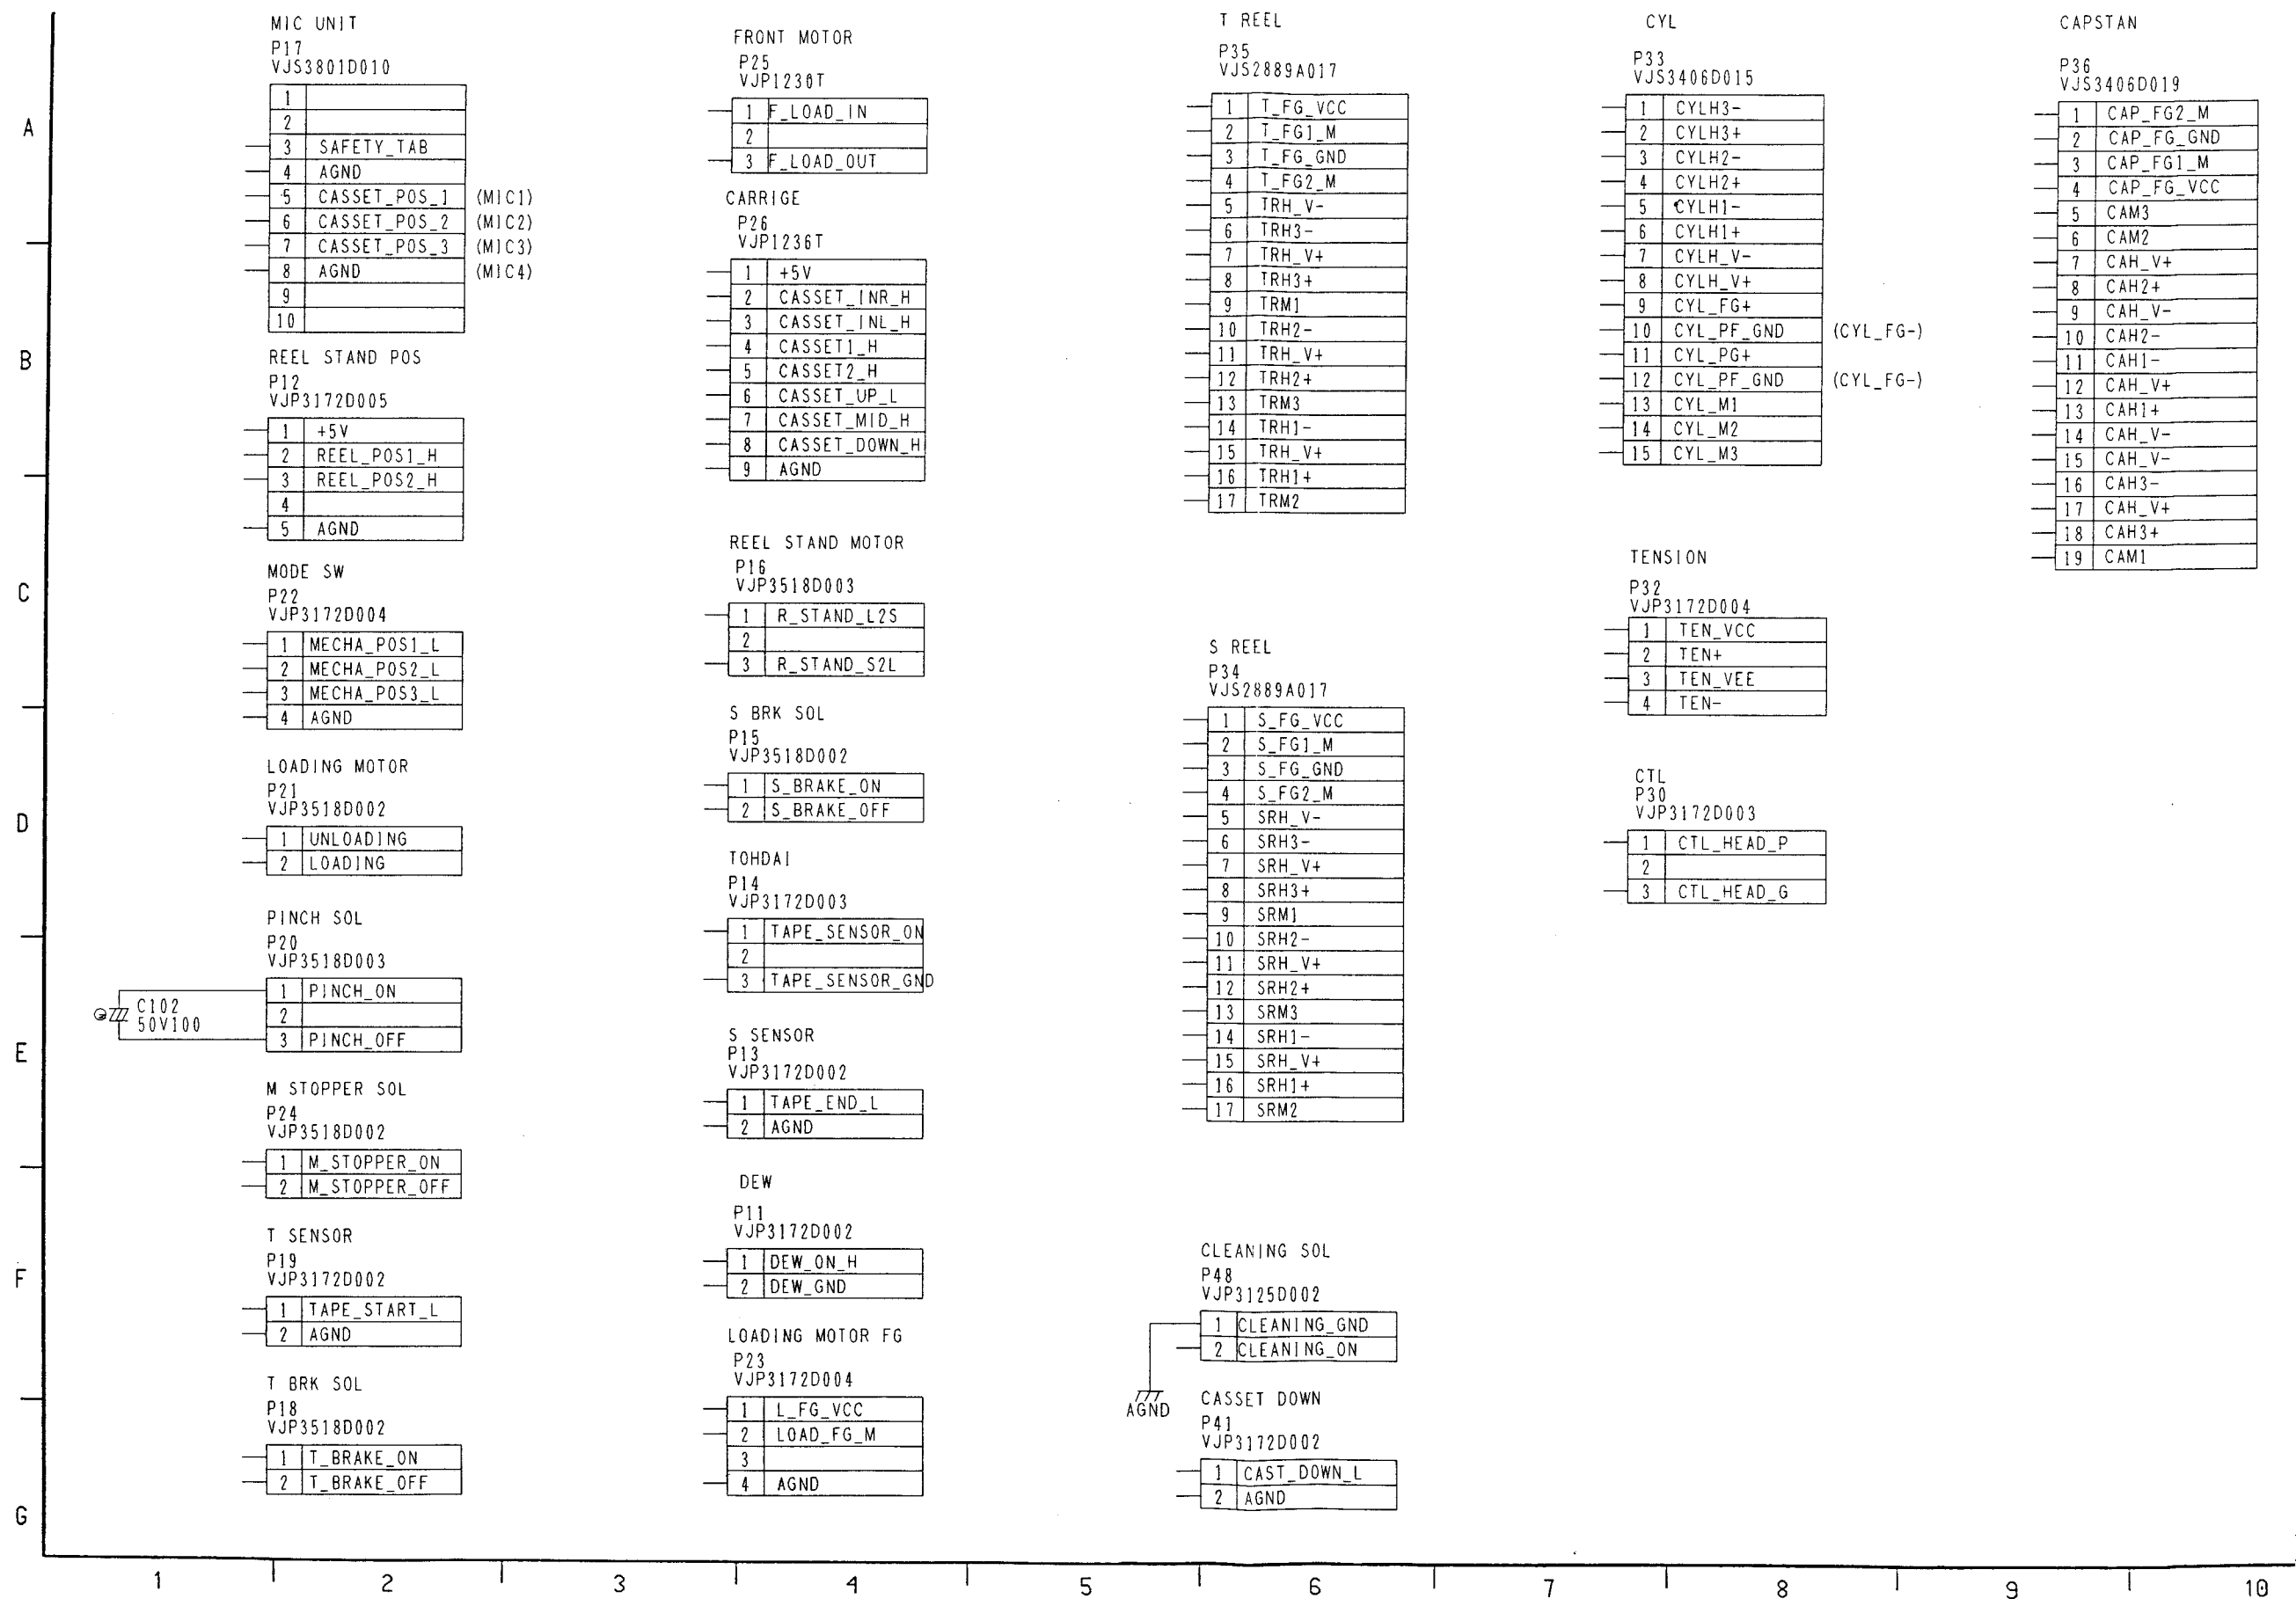 MIC UNIT
P17
VJS3801D010
1
2
3 SAFETY_TAB
4 AGND
5 CASSET_POS_1 (MIC1)
6 CASSET_POS_2 (MIC2)
7 CASSET_POS_3 (MIC3)
8 AGND (MIC4)
9
10
REEL STAND POS
P12
VJP3172D005
1 +5V
2 REEL_POS1_H
3 REEL_POS2_H
4
5 AGND
MODE SW
P22
VJP3172D004
1 MECHA_POS1_L
2 MECHA_POS2_L
3 MECHA_POS3_L
4 AGND
LOADING MOTOR
P21
VJP3518D002
1 UNLOADING
2 LOADING
PINCH SOL
P20
VJP3518D003
1 PINCH_ON
2
3 PINCH_OFF
C102
50V100
M STOPPER SOL
P24
VJP3518D002
1 M_STOPPER_ON
2 M_STOPPER_OFF
T SENSOR
P19
VJP3172D002
1 TAPE_START_L
2 AGND
T BRK SOL
P18
VJP3518D002
1 T_BRAKE_ON
2 T_BRAKE_OFF
FRONT MOTOR
P25
VJP1236T
1 F_LOAD_IN
2
3 F_LOAD_OUT
CARRIGE
P26
VJP1236T
1 +5V
2 CASSET_INR_H
3 CASSET_INL_H
4 CASSET1_H
5 CASSET2_H
6 CASSET_UP_L
7 CASSET_MID_H
8 CASSET_DOWN_H
9 AGND
REEL STAND MOTOR
P16
VJP3518D003
1 R_STAND_L2S
2
3 R_STAND_S2L
S BRK SOL
P15
VJP3518D002
1 S_BRAKE_ON
2 S_BRAKE_OFF
TOHDAI
P14
VJP3172D003
1 TAPE_SENSOR_ON
2
3 TAPE_SENSOR_GND
S SENSOR
P13
VJP3172D002
1 TAPE_END_L
2 AGND
DEW
P11
VJP3172D002
1 DEW_ON_H
2 DEW_GND
LOADING MOTOR FG
P23
VJP3172D004
1 L_FG_VCC
2 LOAD_FG_M
3
4 AGND
T REEL
P35
VJS2889A017
1 T_FG_VCC
2 T_FG1_M
3 T_FG_GND
4 T_FG2_M
5 TRH_V-
6 TRH3-
7 TRH_V+
8 TRH3+
9 TRM1
10 TRH2-
11 TRH_V+
12 TRH2+
13 TRM3
14 TRH1-
15 TRH_V+
16 TRH1+
17 TRM2
S REEL
P34
VJS2889A017
1 S_FG_VCC
2 S_FG1_M
3 S_FG_GND
4 S_FG2_M
5 SRH_V-
6 SRH3-
7 SRH_V+
8 SRH3+
9 SRM1
10 SRH2-
11 SRH_V+
12 SRH2+
13 SRM3
14 SRH1-
15 SRH_V+
16 SRH1+
17 SRM2
CLEANING SOL
P48
VJP3125D002
1 CLEANING_GND
2 CLEANING_ON
AGND
CASSET DOWN
P41
VJP3172D002
1 CAST_DOWN_L
2 AGND
CYL
P33
VJS3406D015
1 CYLH3-
2 CYLH3+
3 CYLH2-
4 CYLH2+
5 CYLH1-
6 CYLH1+
7 CYLH_V-
8 CYLH_V+
9 CYL_FG+
10 CYL_PF_GND (CYL_FG-)
11 CYL_PG+
12 CYL_PF_GND (CYL_FG-)
13 CYL_M1
14 CYL_M2
15 CYL_M3
TENSION
P32
VJP3172D004
1 TEN_VCC
2 TEN+
3 TEN_VEE
4 TEN-
CTL
P30
VJP3172D003
1 CTL_HEAD_P
2
3 CTL_HEAD_G
CAPSTAN
P36
VJS3406D019
1 CAP_FG2_M
2 CAP_FG_GND
3 CAP_FG1_M
4 CAP_FG_VCC
5 CAM3
6 CAM2
7 CAH_V+
8 CAH2+
9 CAH_V-
10 CAH2-
11 CAH1-
12 CAH_V+
13 CAH1+
14 CAH_V-
15 CAH_V-
16 CAH3-
17 CAH_V+
18 CAH3+
19 CAM1
A
B
C
D
E
F
G
1 2 3 4 5 6 7 8 9 10